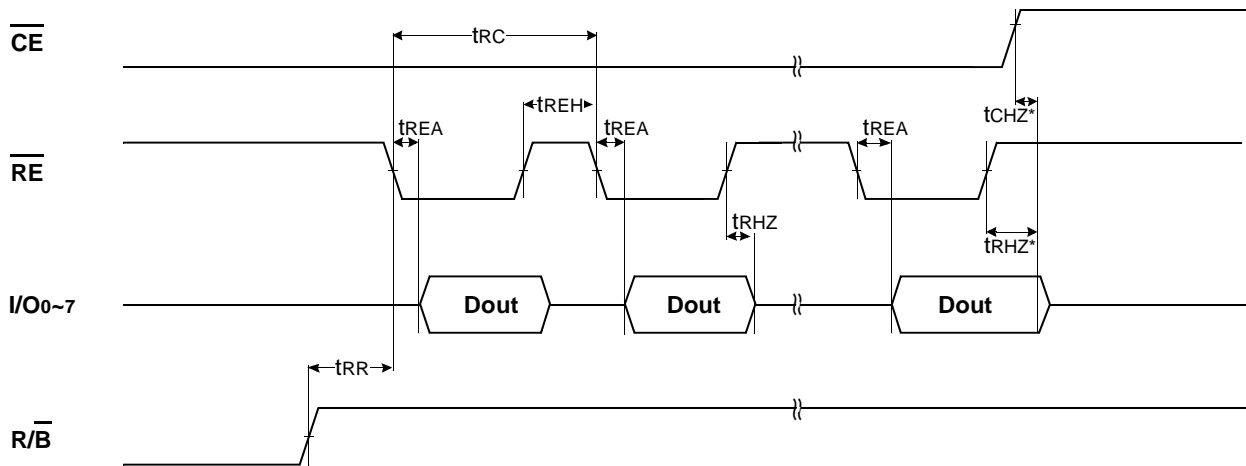 CE
tRC
tREH
tCHZ*
tREA
tREA
tREA
RE
tRHZ
tRHZ*
I/O0~7
Dout
Dout
Dout
tRR
R/B